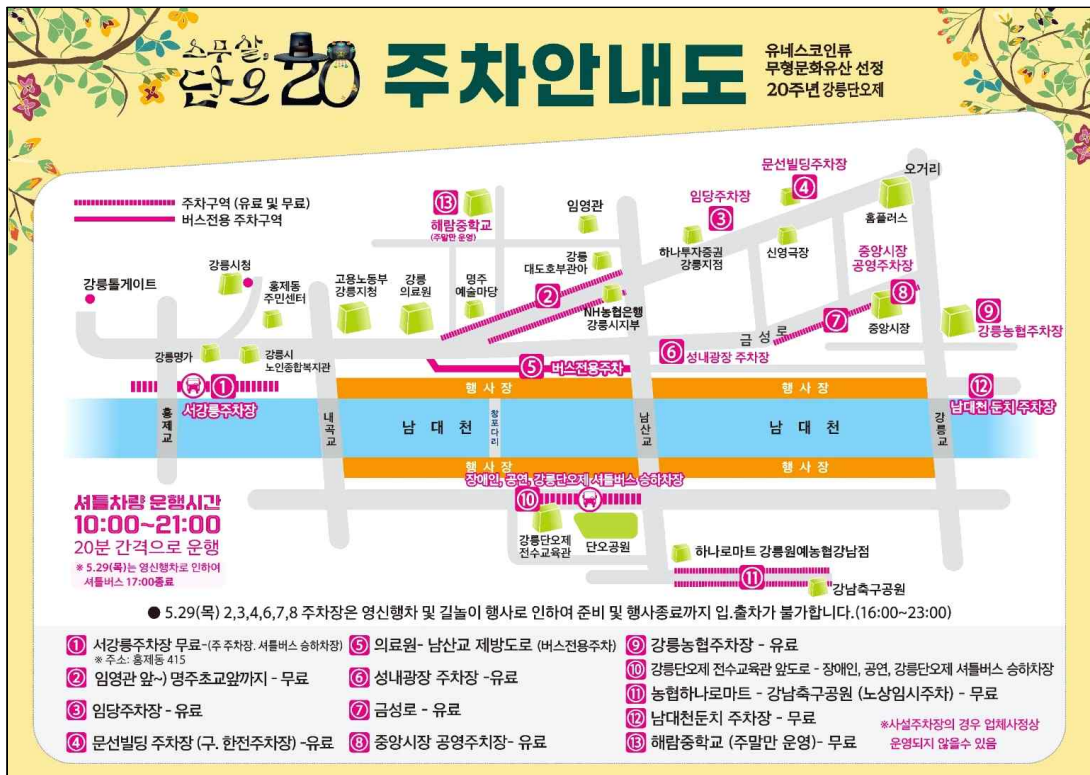 스무살,
단오 20
주차안내도
유네스코인류
무형문화유산 선정
20주년 강릉단오제
주차구역 (유료 및 무료)
버스전용 주차구역
⑬
해람중학교
(주말만 운영)
임영관
임당주차장
③
문선빌딩주차장
④
오거리
홈플러스
강릉톨게이트
강릉시청
홍제동
주민센터
고용노동부
강릉지청
강릉
의료원
명주
예술마당
강릉
대도호부관아
②
NH농협은행
강릉시지부
하나투자증권
강릉지점
신영극장
중앙시장
공영주차장
⑧
⑦
중앙시장
⑨
강릉농협주차장
금성로
⑥
성내광장 주차장
강릉명가
강릉시
노인종합복지관
①
서강릉주차장
⑤ 버스전용주차
행사장
행사장
⑫
남대천 둔치 주차장
홍제교
내곡교
남대천
창포다리
남산교
남대천
강릉교
행사장
행사장
장애인, 공연, 강릉단오제 셔틀버스 승하차장
⑩
강릉단오제
전수교육관
단오공원
셔틀차량 운행시간
10:00~21:00
20분 간격으로 운행
* 5.29(목)는 영신행차로 인하여
셔틀버스 17:00종료
하나로마트 강릉원예농협강남점
⑪
강남축구공원
● 5.29(목) 2,3,4,6,7,8 주차장은 영신행차 및 길놀이 행사로 인하여 준비 및 행사종료까지 입.출차가 불가합니다.(16:00~23:00)
① 서강릉주차장 무료-(주 주차장. 셔틀버스 승하차장)
※ 주소: 홍제동 415
② 임영관 앞~) 명주초교앞까지 - 무료
③ 임당주차장 - 유료
④ 문선빌딩 주차장 (구. 한전주차장) -유료
⑤ 의료원- 남산교 제방도로 (버스전용주차)
⑥ 성내광장 주차장 -유료
⑦ 금성로 - 유료
⑧ 중앙시장 공영주치장- 유료
⑨ 강릉농협주차장 - 유료
⑩ 강릉단오제 전수교육관 앞도로 - 장애인, 공연, 강릉단오제 셔틀버스 승하차장
⑪ 농협하나로마트 - 강남축구공원 (노상임시주차) - 무료
⑫ 남대천둔치 주차장 - 무료
⑬ 해람중학교 (주말만 운영)- 무료
※사설주차장의 경우 업체사정상
운영되지 않을수 있음